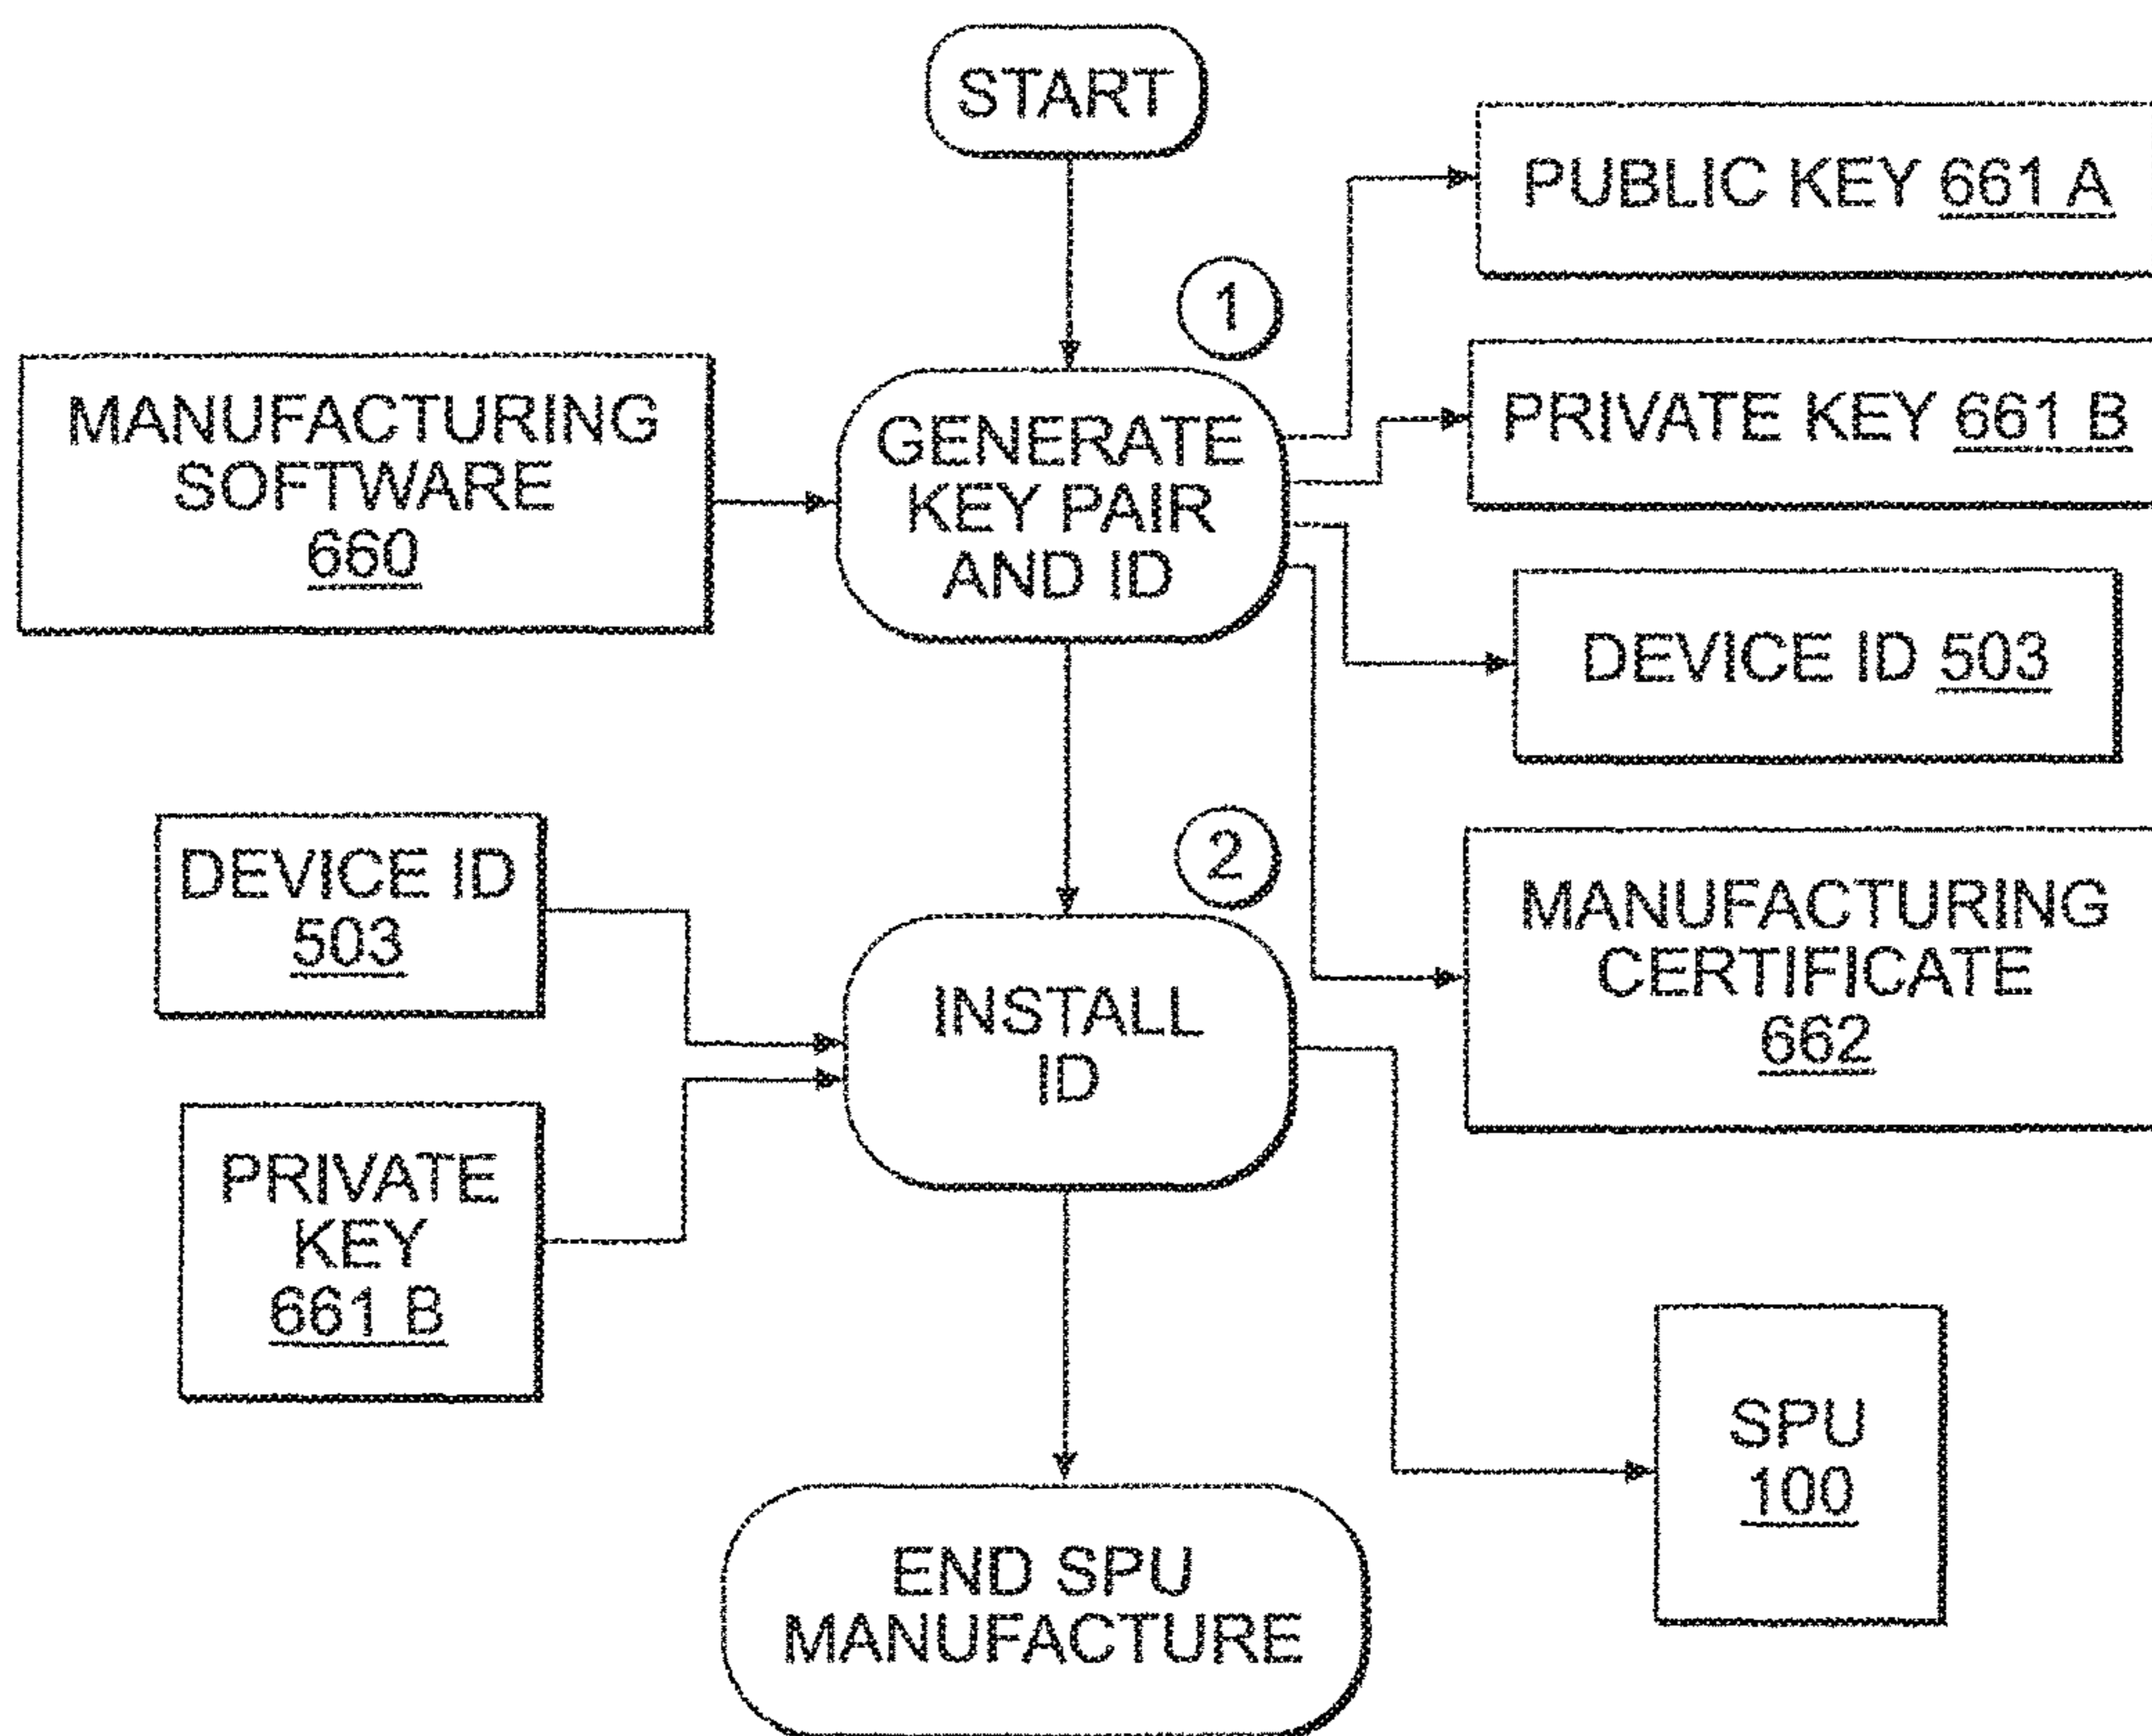 START
PUBLIC KEY 661 A
1
PRIVATE KEY 661 B
MANUFACTURING
SOFTWARE
660
GENERATE
KEY PAIR
AND ID
DEVICE ID 503
2
DEVICE ID
503
MANUFACTURING
CERTIFICATE
662
INSTALL
ID
PRIVATE
KEY
661 B
SPU
100
END SPU
MANUFACTURE